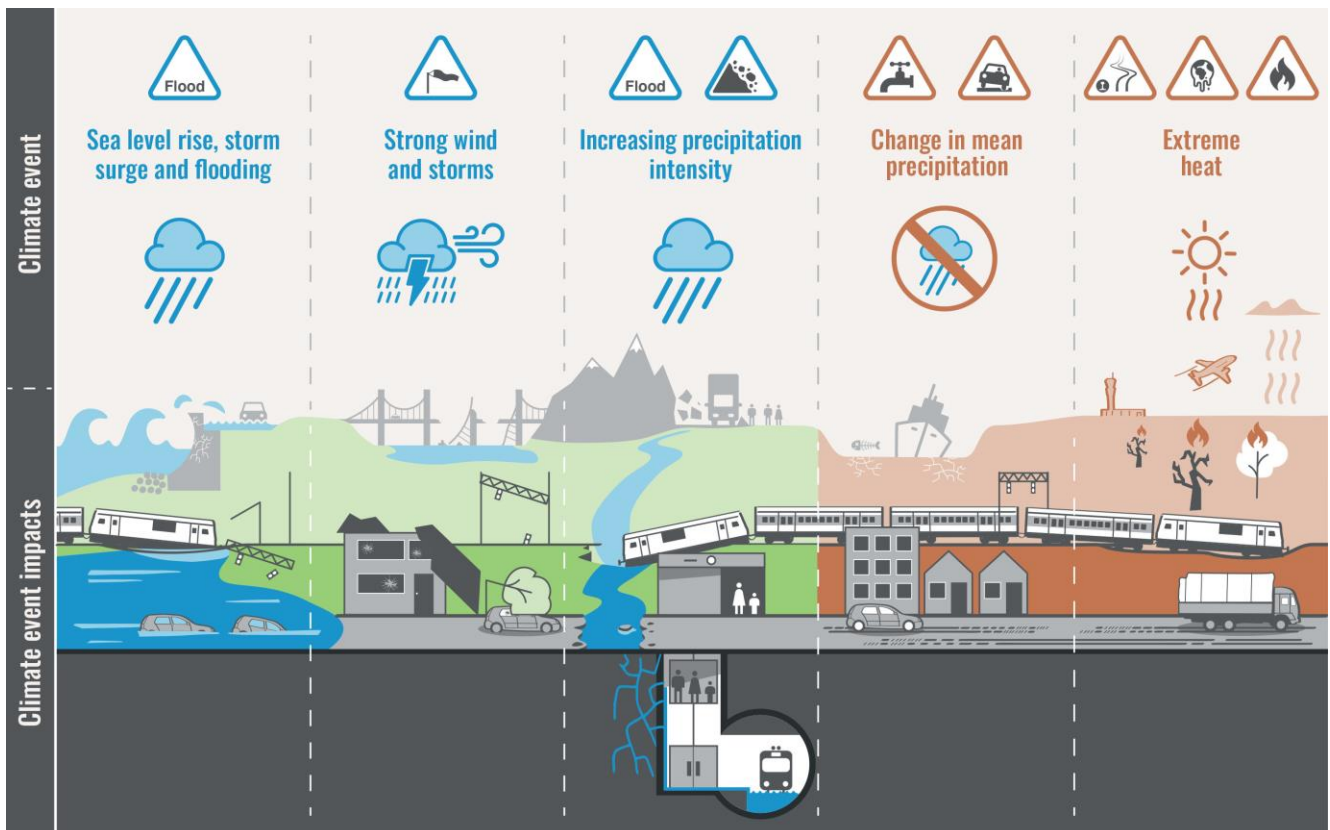 Climate event
Flood
Sea level rise, storm
surge and flooding
Strong wind
and storms
Flood
Increasing precipitation
intensity
Change in mean
precipitation
Extreme
heat
Climate event impacts